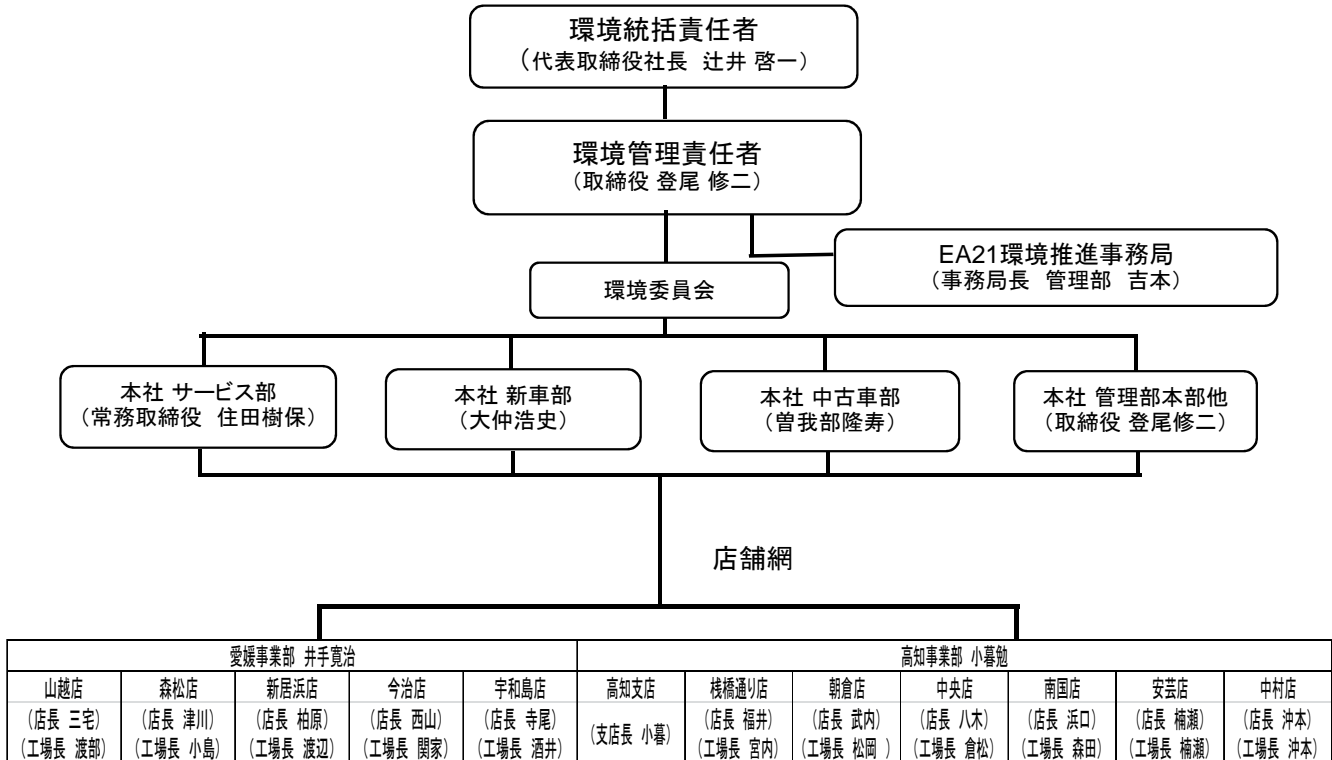 環境統括責任者
（代表取締役社長 辻井 啓一）
環境管理責任者
（取締役 登尾 修二）
EA21環境推進事務局
（事務局長 管理部 吉本）
環境委員会
本社 サービス部
（常務取締役 住田樹保）
本社 新車部
（大仲浩史）
本社 中古車部
（曽我部隆寿）
本社 管理部本部他
（取締役 登尾修二）
店舗網
愛媛事業部 井手寛治 高知事業部 小暮勉
山越店 森松店 新居浜店 今治店 宇和島店 高知支店 桟橋通り店 朝倉店 中央店 南国店 安芸店 中村店
（店長 三宅） （店長 津川） （店長 柏原） （店長 西山） （店長 寺尾） （支店長 小暮） （店長 福井） （店長 武内） （店長 八木） （店長 浜口） （店長 楠瀬） （店長 沖本）
（工場長 渡部） （工場長 小島） （工場長 渡辺） （工場長 関家） （工場長 酒井） （工場長 宮内） （工場長 松岡 ） （工場長 倉松） （工場長 森田） （工場長 楠瀬） （工場長 沖本）